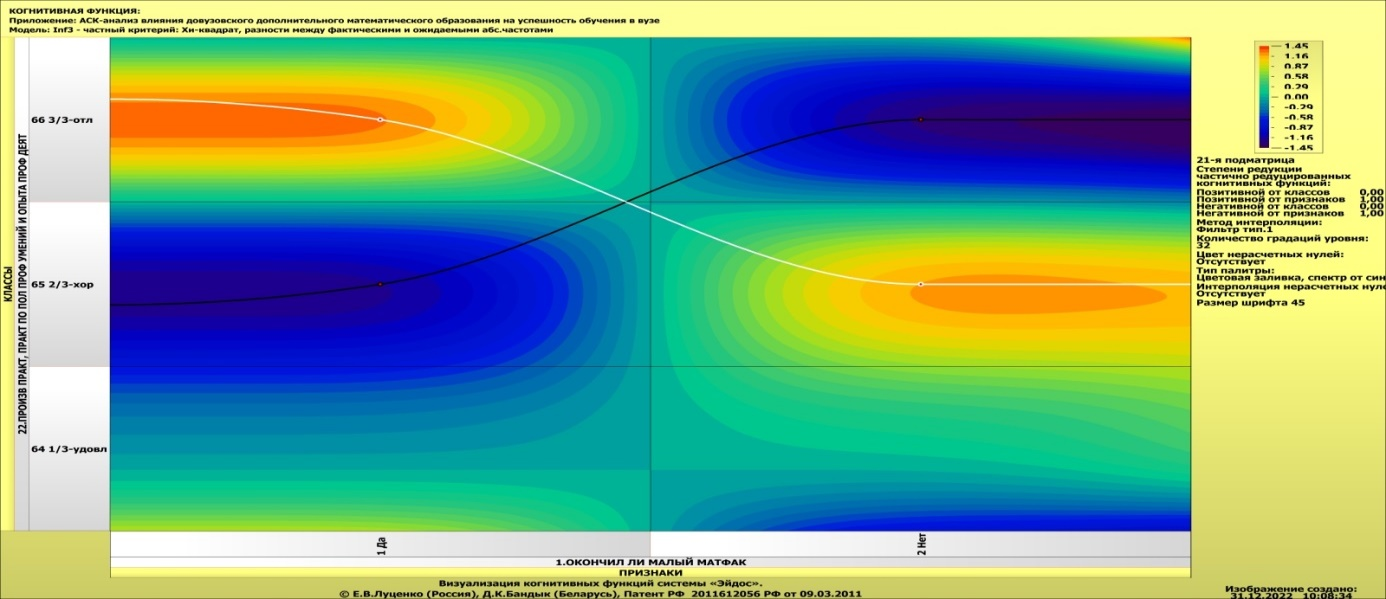 КОГНИТИВНАЯ ФУНКЦИЯ:
Приложение: АСК-анализ влияния довузовского дополнительного математического образования на успешность обучения в вузе
Модель: Inf3 - частный критерий: Хи-квадрат, разности между фактическими и ожидаемыми абс.частотами
КЛАССЫ
22.ПРОИЗВ ПРАКТ, ПРАКТ ПО ПОЛ ПРОФ УМЕНИЙ И ОПЫТА ПРОФ ДЕЯТ
66 3/3-отл
65 2/3-хор
64 1/3-удовл
1.45
1.16
0.87
0.58
0.29
0.00
-0.29
-0.58
-0.87
-1.16
-1.45
21-я подматрица
Степени редукции
частично редуцированных
когнитивных функций:
Позитивной от классов 0,00
Позитивной от признаков 1,00
Негативной от классов 0,00
Негативной от признаков 1,00
Метод интерполяции:
Фильтр тип.1
Количество градаций уровня:
32
Цвет нерасчетных нулей:
Отсутствует
Тип палитры:
Цветовая заливка, спектр от син
Интерполяция нерасчетных нуле
Отсутствует
Размер шрифта 45
1 Да
2 Нет
1.ОКОНЧИЛ ЛИ МАЛЫЙ МАТФАК
ПРИЗНАКИ
Визуализация когнитивных функций системы «Эйдос».
© Е.В.Луценко (Россия), Д.К.Бандык (Беларусь), Патент РФ 2011612056 РФ от 09.03.2011
Изображение создано:
31.12.2022 10:08:34